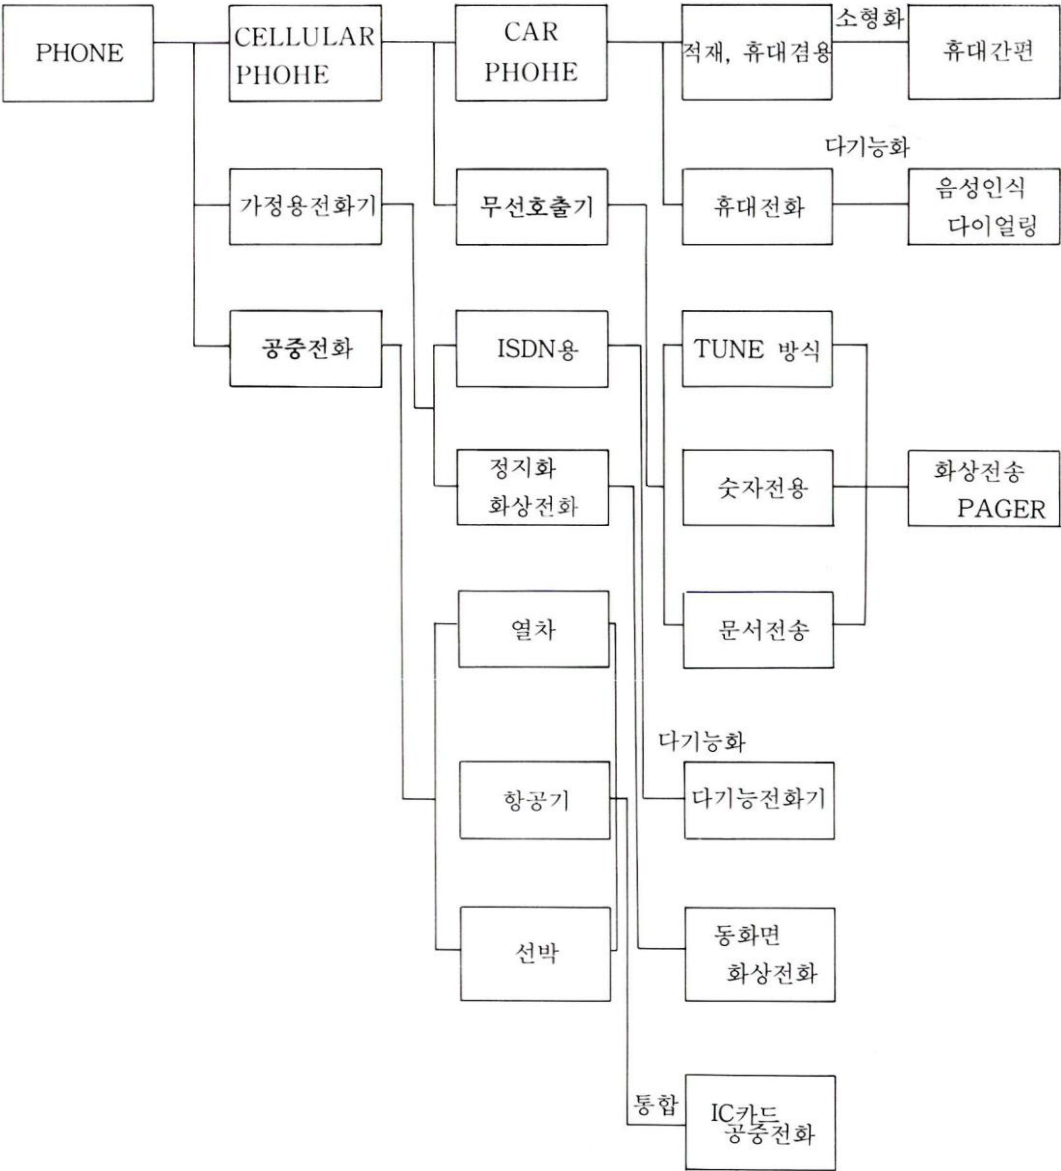 소형화
PHONE
CELLULAR
PHOHE
CAR
PHOHE
적재, 휴대겸용
휴대간편
다기능화
가정용전화기
무선호출기
휴대전화
음성인식
다이얼링
공중전화
ISDN용
TUNE 방식
정지화
화상전화
숫자전용
화상전송
PAGER
열차
문서전송
다기능화
항공기
다기능전화기
선박
동화면
화상전화
통합
IC카드
공중전화